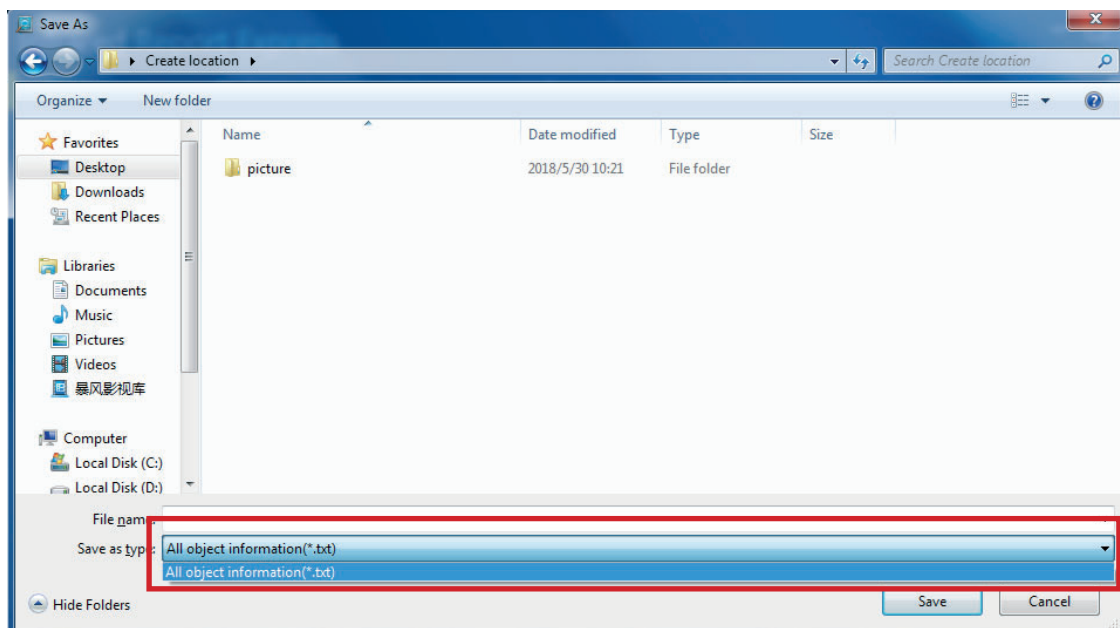 Save As
Create location
Search Create location
Organize
New folder
Name
Date modified
Type
Size
picture
2018/5/30 10:21
File folder
Favorites
Desktop
Downloads
Recent Places
Libraries
Documents
Music
Pictures
Videos
暴风影视库
Computer
Local Disk (C:)
Local Disk (D:)
File name:
Save as type:
All object information(*.txt)
All object information(*.txt)
Hide Folders
Save
Cancel